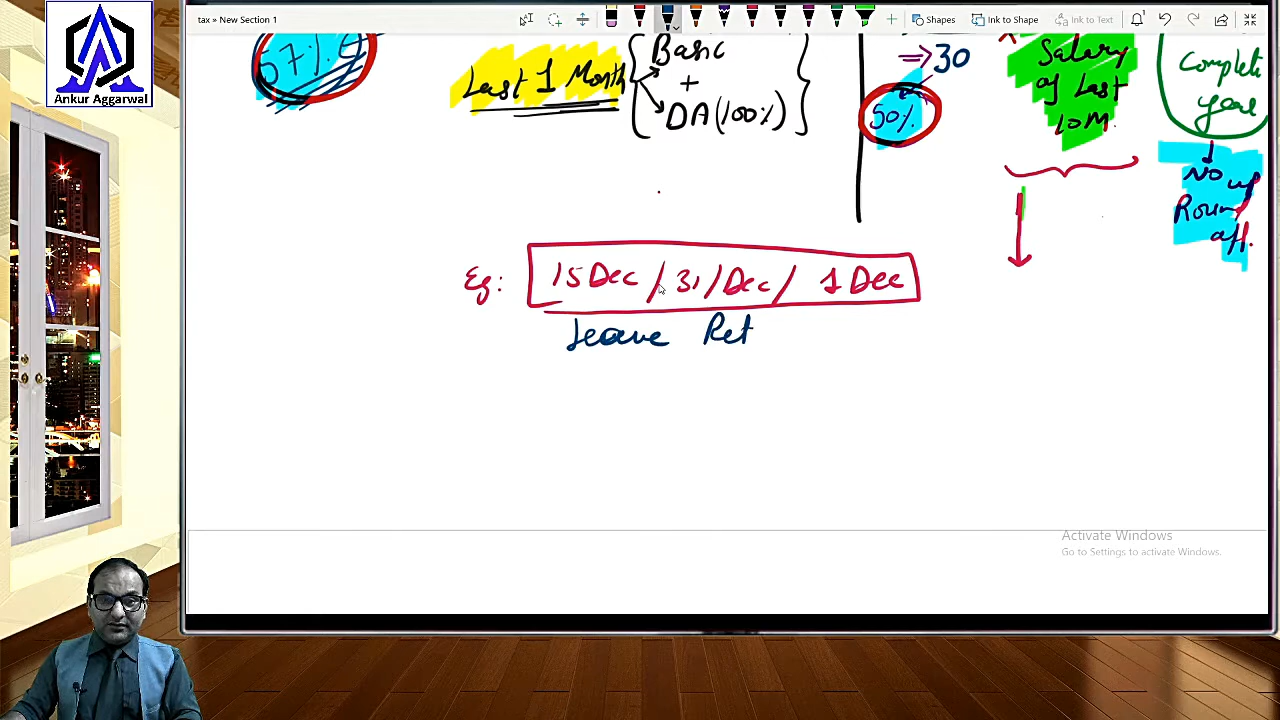 tax » New Section 1
Shapes
Ink to Shape
Ink to Text
Ankur Aggarwal
57%
Last 1 Month
Basic
+
DA (100%)
⇒ 30
50%
Salary
of Last
10M.
Complete
year
No
Round
off.
Eg: 15 Dec / 31/Dec / 1 Dec
Leave Ret
Activate Windows
Go to Settings to activate Windows.